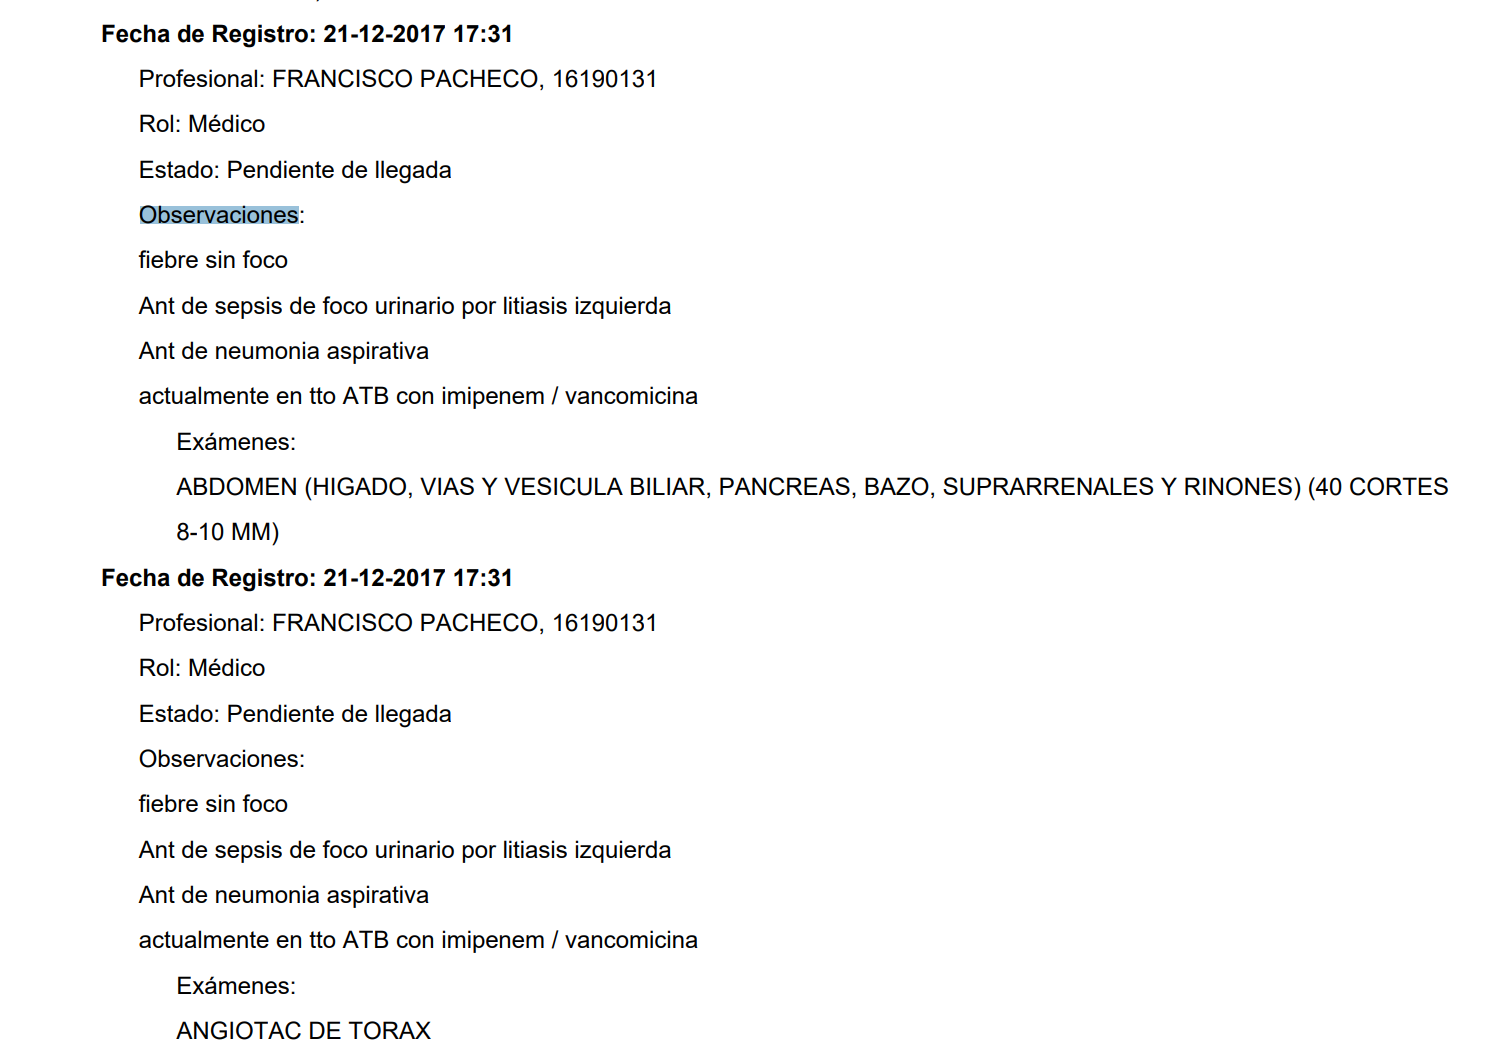 Fecha de Registro: 21-12-2017 17:31
Profesional: FRANCISCO PACHECO, 16190131
Rol: Médico
Estado: Pendiente de llegada
Observaciones:
fiebre sin foco
Ant de sepsis de foco urinario por litiasis izquierda
Ant de neumonia aspirativa
actualmente en tto ATB con imipenem / vancomicina
Exámenes:
ABDOMEN (HIGADO, VIAS Y VESICULA BILIAR, PANCREAS, BAZO, SUPRARRENALES Y RINONES) (40 CORTES
8-10 MM)
Fecha de Registro: 21-12-2017 17:31
Profesional: FRANCISCO PACHECO, 16190131
Rol: Médico
Estado: Pendiente de llegada
Observaciones:
fiebre sin foco
Ant de sepsis de foco urinario por litiasis izquierda
Ant de neumonia aspirativa
actualmente en tto ATB con imipenem / vancomicina
Exámenes:
ANGIOTAC DE TORAX